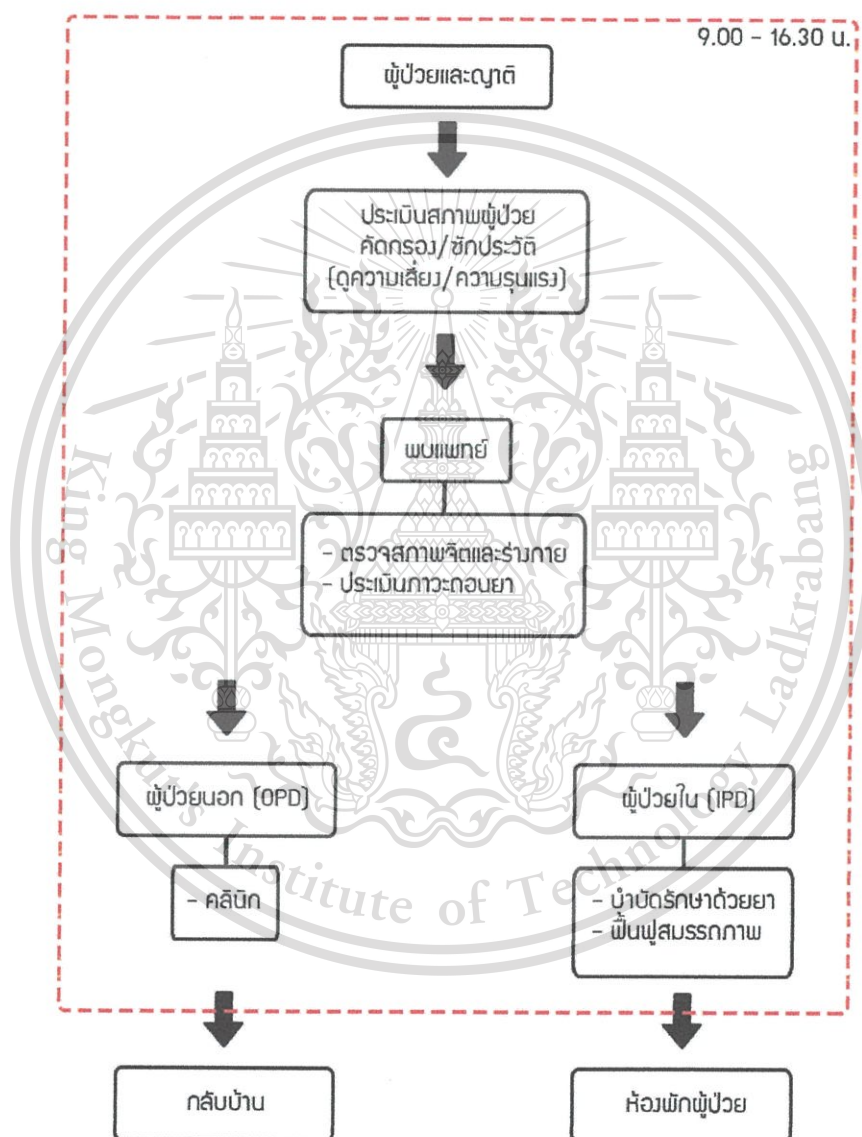 9.00 - 16.30 น.
ผู้ป่วยและญาติ
ประเมินสภาพผู้ป่วย
คัดกรอง/ซักประวัติ
(ดูความเสี่ยง/ความรุนแรง)
พบแพทย์
- ตรวจสภาพจิตและร่างกาย
- ประเมินภาวะถอนยา
ผู้ป่วยนอก (OPD)
ผู้ป่วยใน (IPD)
- คลินิก
- บำบัดรักษาด้วยยา
- ฟื้นฟูสมรรถภาพ
กลับบ้าน
ห้องพักผู้ป่วย
King Mongkut's Institute of Technology Ladkrabang